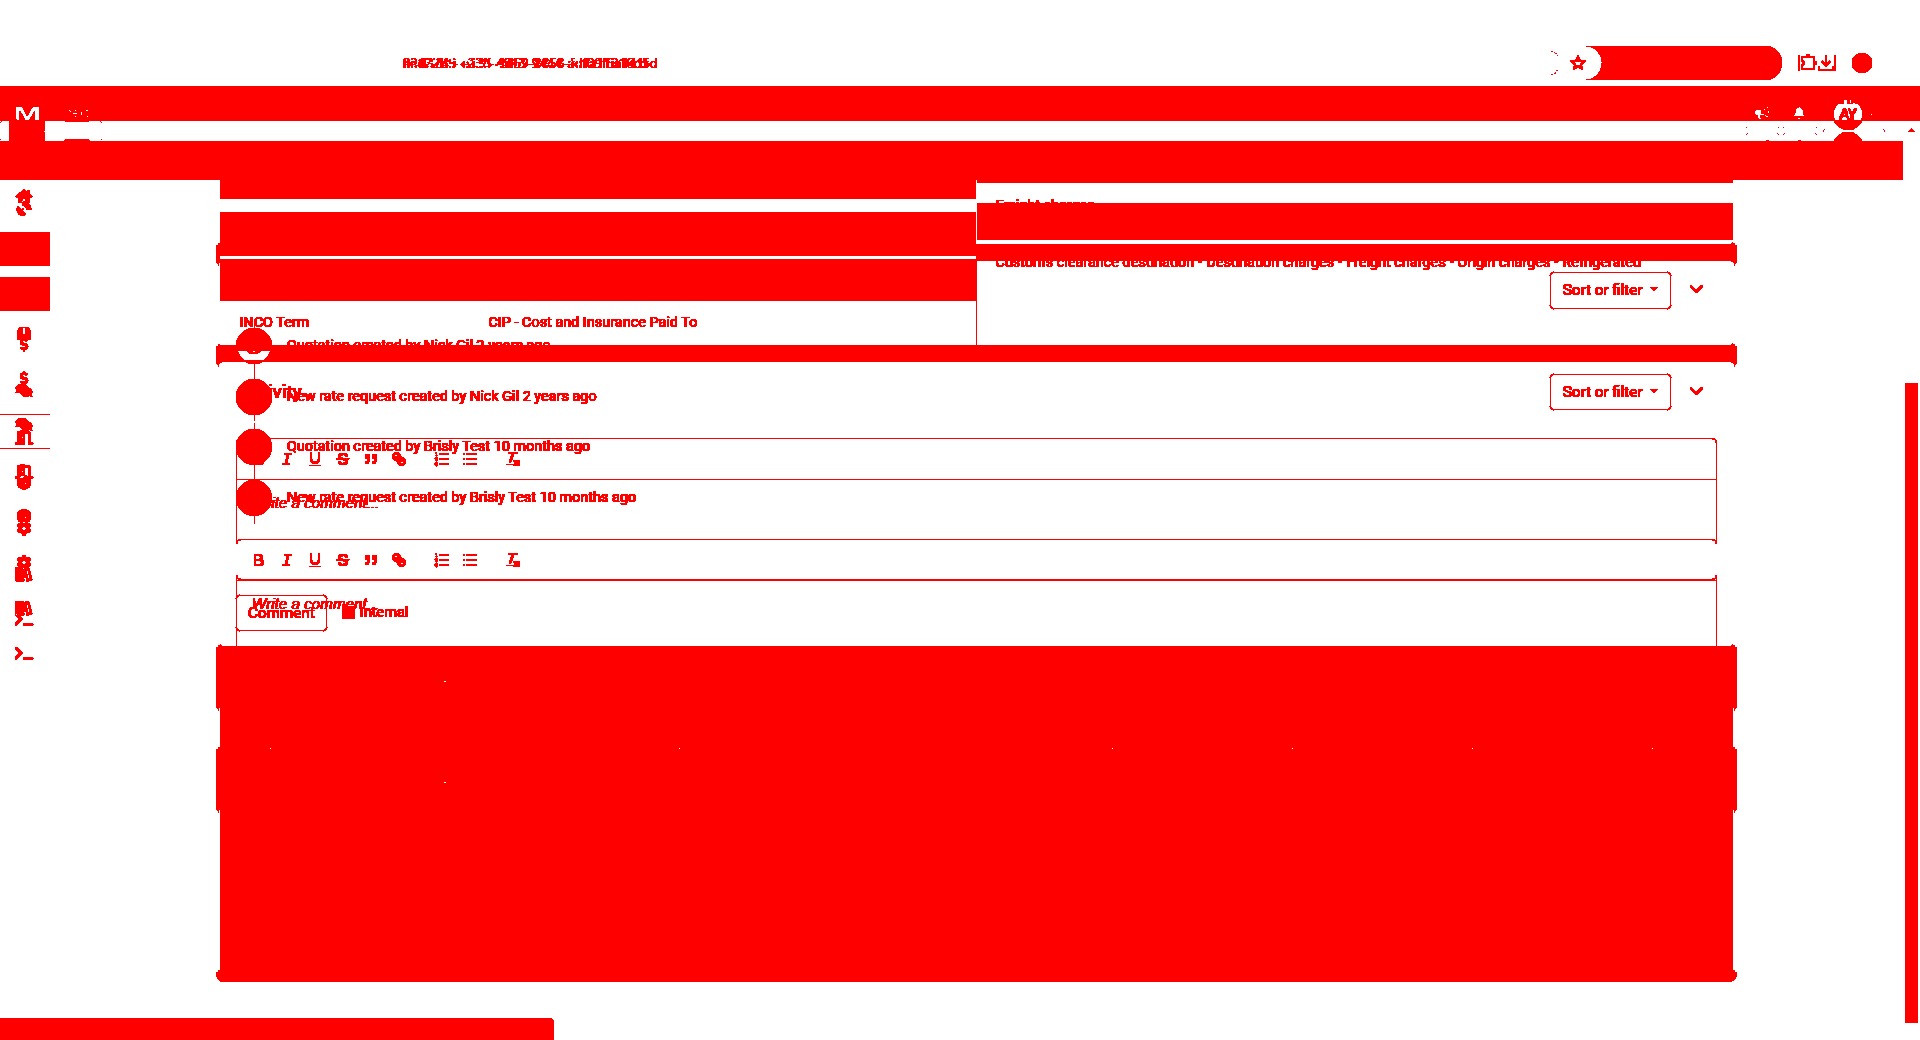 M
AY
Freight charges
Customs clearance destination - Destination charges - Freight charges - Origin charges - Refrigerated
Sort or filter
INCO Term CIP - Cost and Insurance Paid To
Quotation created by Nick Gil 2 years ago
Sort or filter
New rate request created by Nick Gil 2 years ago
Quotation created by Brisly Test 10 months ago
I U S
New rate request created by Brisly Test 10 months ago
Write a comment...
B I U S
Write a comment...
Comment Internal